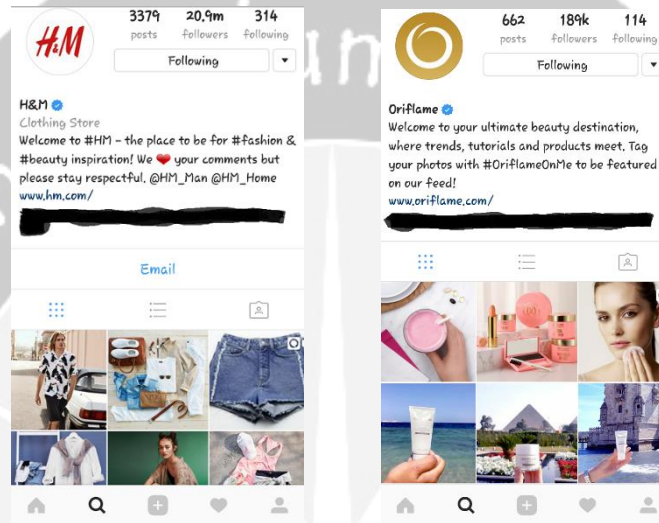 H&M
3379 20.9m 314
posts followers following
Following
H&M
Clothing Store
Welcome to #HM – the place to be for #fashion &
#beauty inspiration! We ❤ your comments but
please stay respectful. @HM_Man @HM_Home
www.hm.com/
Email
662 189k 114
posts followers following
Following
Oriflame
Welcome to your ultimate beauty destination,
where trends, tutorials and products meet. Tag
your photos with #OriflameOnMe to be featured
on our feed!
www.oriflame.com/